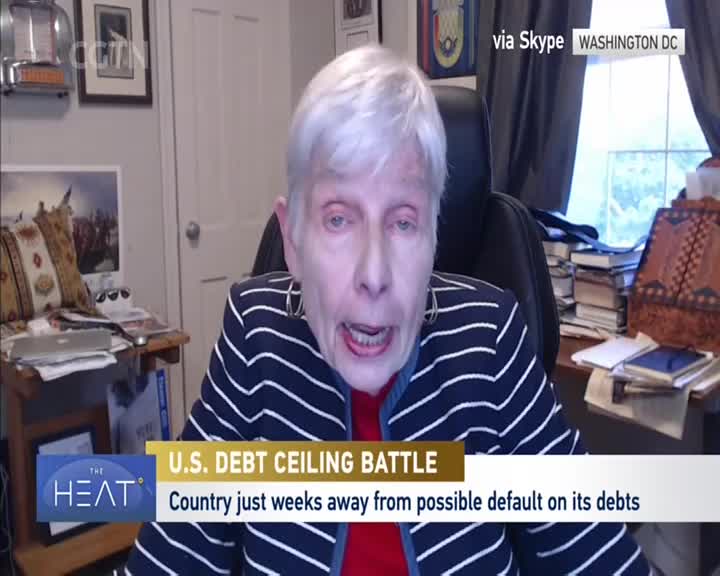 CGTN
via Skype WASHINGTON DC
U.S. DEBT CEILING BATTLE
THE
HEAT
Country just weeks away from possible default on its debts